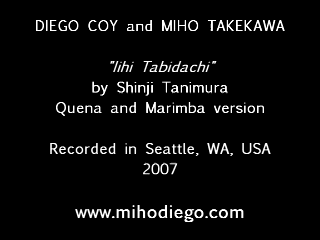 DIEGO COY and MIHO TAKEKAWA
"Iihi Tabidachi"
by Shinji Tanimura
Quena and Marimba version
Recorded in Seattle, WA, USA
2007
www.mihodiego.com